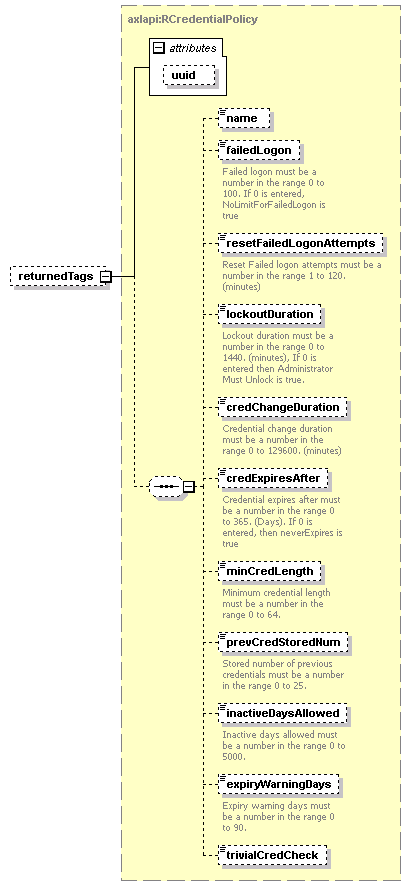 axlapi:RCredentialPolicy
attributes
uuid
name
failedLogon
Failed logon must be a
number in the range 0 to
100. If 0 is entered,
NoLimitForFailedLogon is
true
resetFailedLogonAttempts
Reset Failed logon attempts must be a
number in the range 1 to 120.
(minutes)
returnedTags
lockoutDuration
Lockout duration must be a
number in the range 0 to
1440. (minutes), If 0 is
entered then Administrator
Must Unlock is true.
credChangeDuration
Credential change duration
must be a number in the
range 0 to 129600. (minutes)
credExpiresAfter
Credential expires after must
be a number in the range 0
to 365. (Days). If 0 is
entered, then neverExpires is
true
minCredLength
Minimum credential length
must be a number in the
range 0 to 64.
prevCredStoredNum
Stored number of previous
credentials must be a number
in the range 0 to 25.
inactiveDaysAllowed
Inactive days allowed must
be a number in the range 0 to
5000.
expiryWarningDays
Expiry warning days must
be a number in the range 0
to 90.
trivialCredCheck